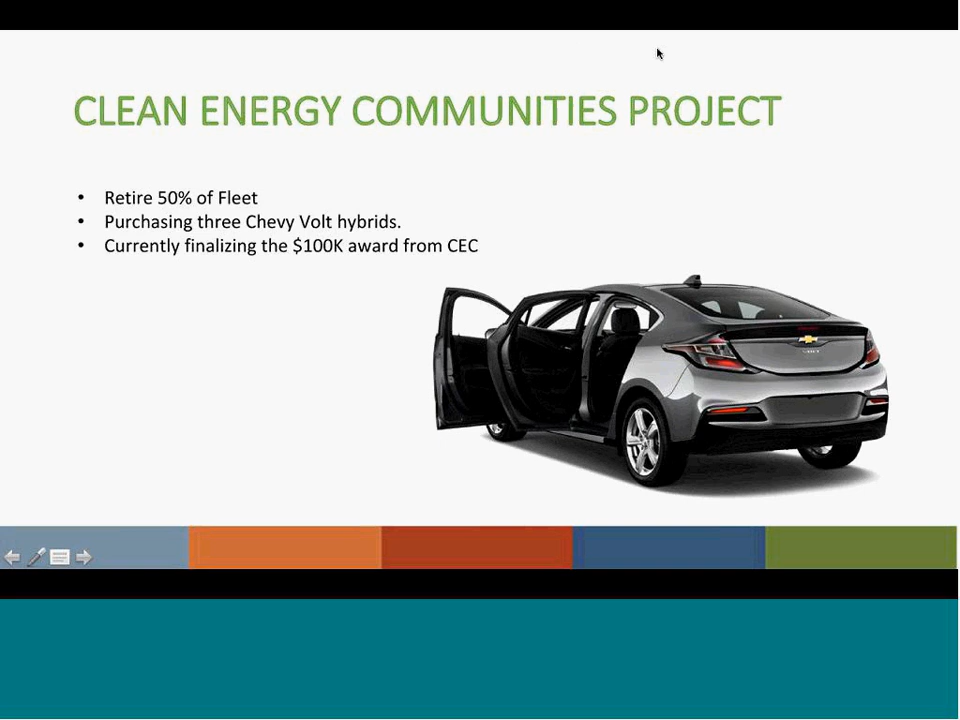 CLEAN ENERGY COMMUNITIES PROJECT
• Retire 50% of Fleet
• Purchasing three Chevy Volt hybrids.
• Currently finalizing the $100K award from CEC